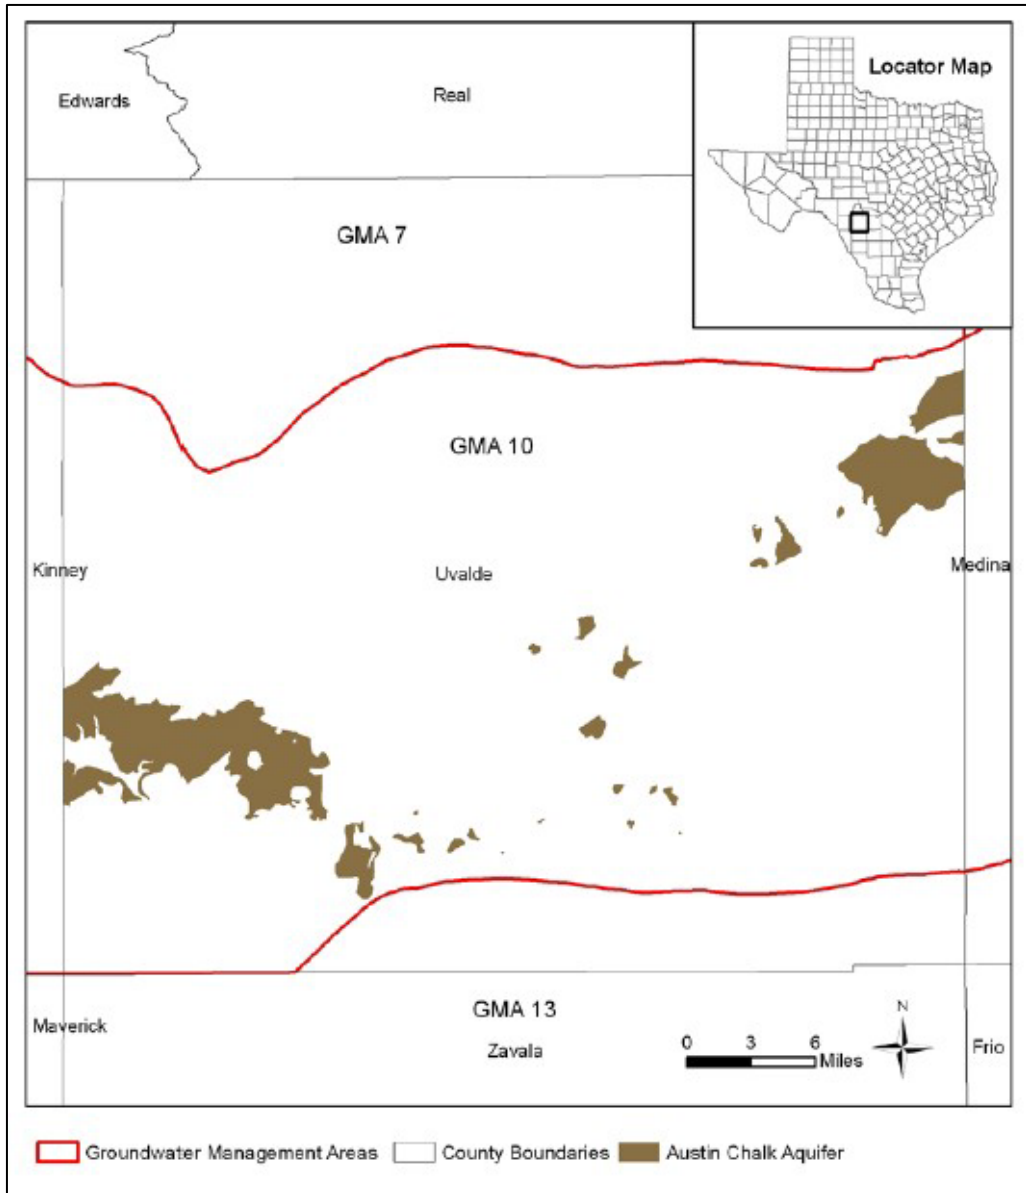 Locator Map
Edwards
Real
GMA 7
GMA 10
Kinney
Uvalde
Medina
GMA 13
Maverick
Zavala
0 3 6
Miles
N
Frio
Groundwater Management Areas County Boundaries Austin Chalk Aquifer